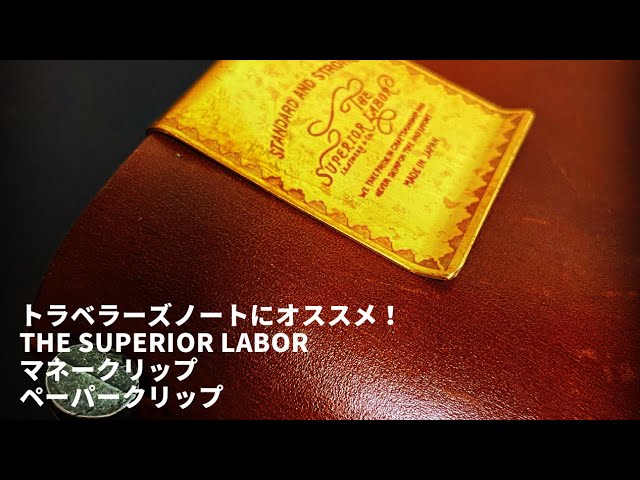 STANDARD AND STRONG
THE
SUPERIOR LABOR
MADE IN JAPAN
トラベラーズノートにオススメ！
THE SUPERIOR LABOR
マネークリップ
ペーパークリップ